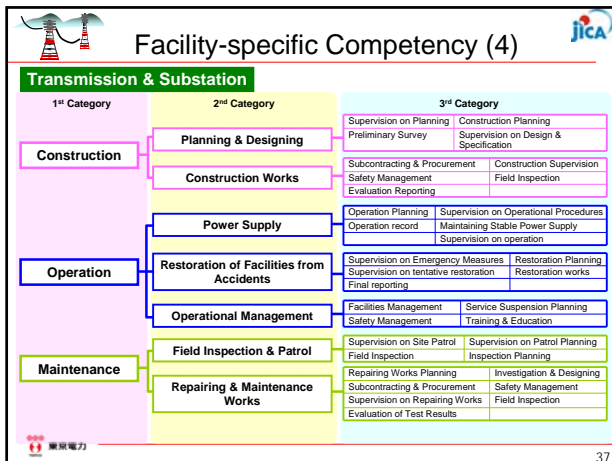 Facility-specific Competency (4)
JICA
Transmission & Substation
1st Category 2nd Category 3rd Category
Construction
Planning & Designing
Supervision on Planning Construction Planning
Preliminary Survey Supervision on Design & Specification
Construction Works
Subcontracting & Procurement Construction Supervision
Safety Management Field Inspection
Evaluation Reporting
Operation
Power Supply
Operation Planning Supervision on Operational Procedures
Operation record Maintaining Stable Power Supply
Supervision on operation
Restoration of Facilities from Accidents
Supervision on Emergency Measures Restoration Planning
Supervision on tentative restoration Restoration works
Final reporting
Operational Management
Facilities Management Service Suspension Planning
Safety Management Training & Education
Maintenance
Field Inspection & Patrol
Supervision on Site Patrol Supervision on Patrol Planning
Field Inspection Inspection Planning
Repairing & Maintenance Works
Repairing Works Planning Investigation & Designing
Subcontracting & Procurement Safety Management
Supervision on Repairing Works Field Inspection
Evaluation of Test Results
東京電力
37